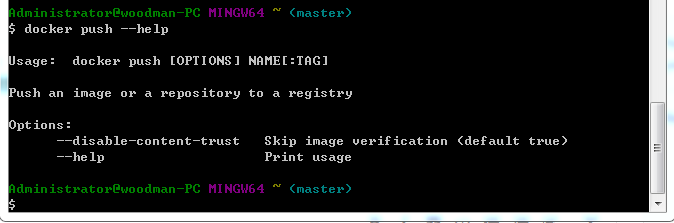 Administrator@woodman-PC MINGW64 ~ (master)
$ docker push --help
Usage:  docker push [OPTIONS] NAME[:TAG]
Push an image or a repository to a registry
Options:
      --disable-content-trust   Skip image verification (default true)
      --help                    Print usage
Administrator@woodman-PC MINGW64 ~ (master)
$